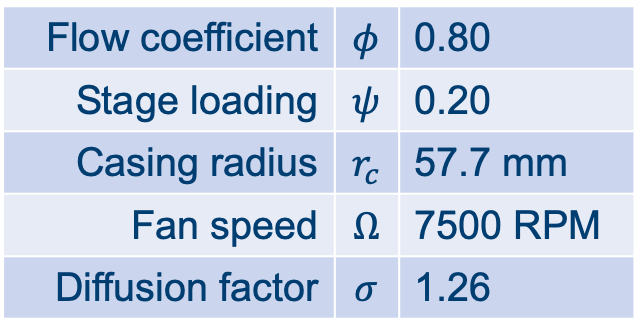 Flow coefficient ϕ 0.80
Stage loading ψ 0.20
Casing radius r_c 57.7 mm
Fan speed Ω 7500 RPM
Diffusion factor σ 1.26